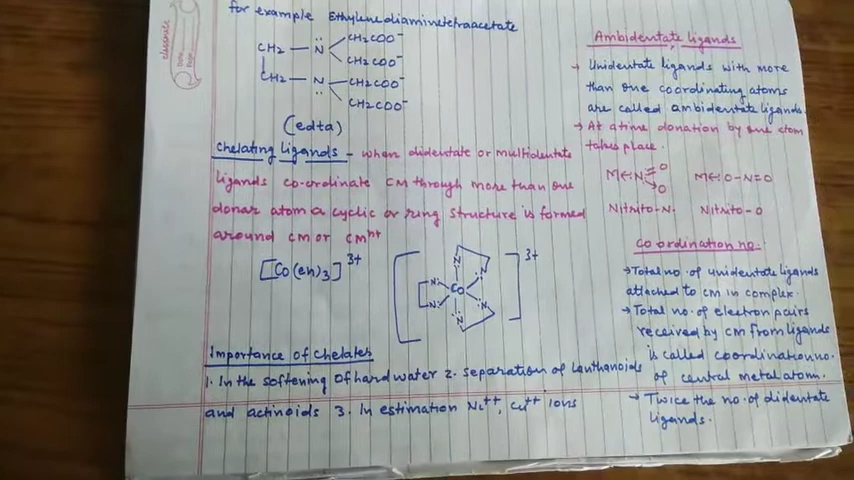 classmate
Date
Page
for example Ethylenediaminetetraacetate
CH2 — N̈ CH2COO⁻
CH2COO⁻
CH2 — N̈ CH2COO⁻
CH2COO⁻
(edta)
Chelating ligands – when didentate or multidentate
ligands co-ordinate CM through more than one
donar atom a cyclic or ring structure is formed
around CM or CMⁿ⁺
[Co(en)3]³⁺
[Co N N N N N N]³⁺
Importance of chelates
1. In the softening of hard water 2. separation of lanthanoids
and actinoids 3. In estimation Ni⁺⁺, Cu⁺⁺ ions
Ambidentate ligands
→ Unidentate ligands with more
than one coordinating atoms
are called ambidentate ligands.
→ At a time donation by one atom
takes place.
M←N=O →O M←O–N=O
Nitrito-N. Nitrito-O
Coordination no:
→ Total no. of unidentate ligands
attached to CM in complex.
→ Total no. of electron pairs
received by CM from ligands
is called coordination no.
of central metal atom.
→ Twice the no. of didentate
ligands.